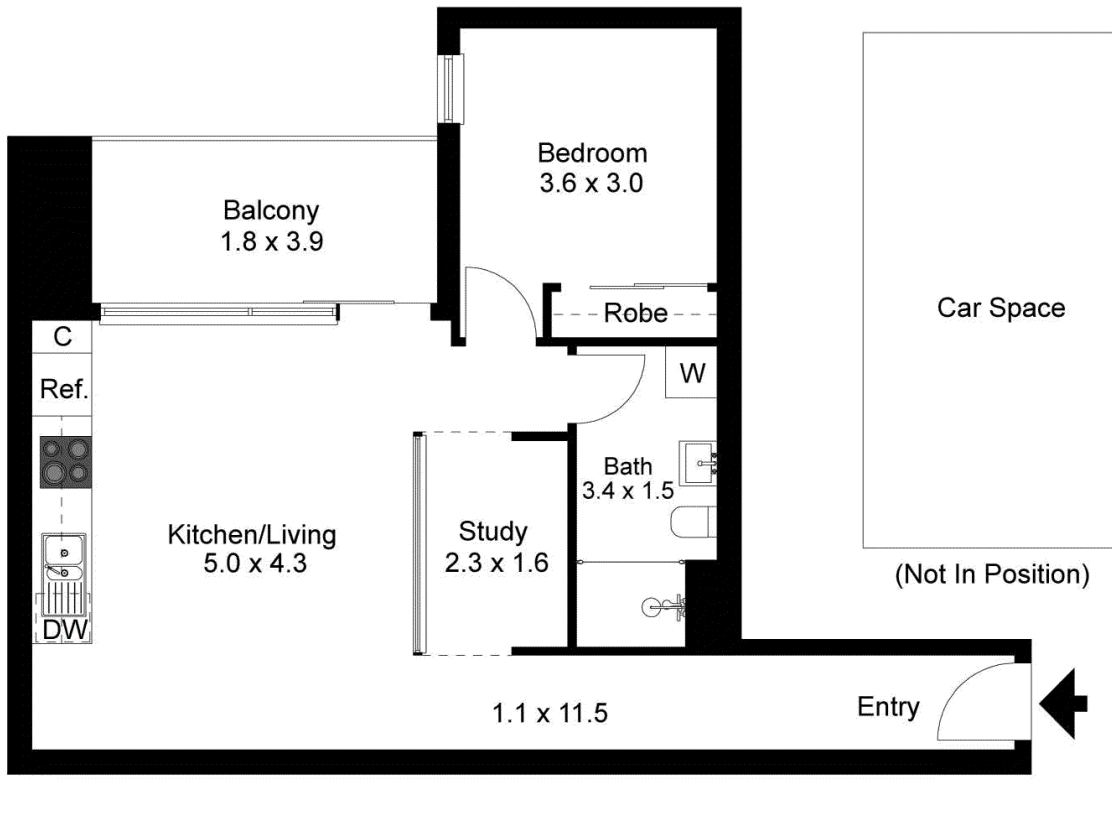 Bedroom
3.6 x 3.0
Balcony
1.8 x 3.9
Robe
Car Space
C
Ref.
W
Bath
3.4 x 1.5
Kitchen/Living
5.0 x 4.3
Study
2.3 x 1.6
(Not In Position)
DW
1.1 x 11.5
Entry